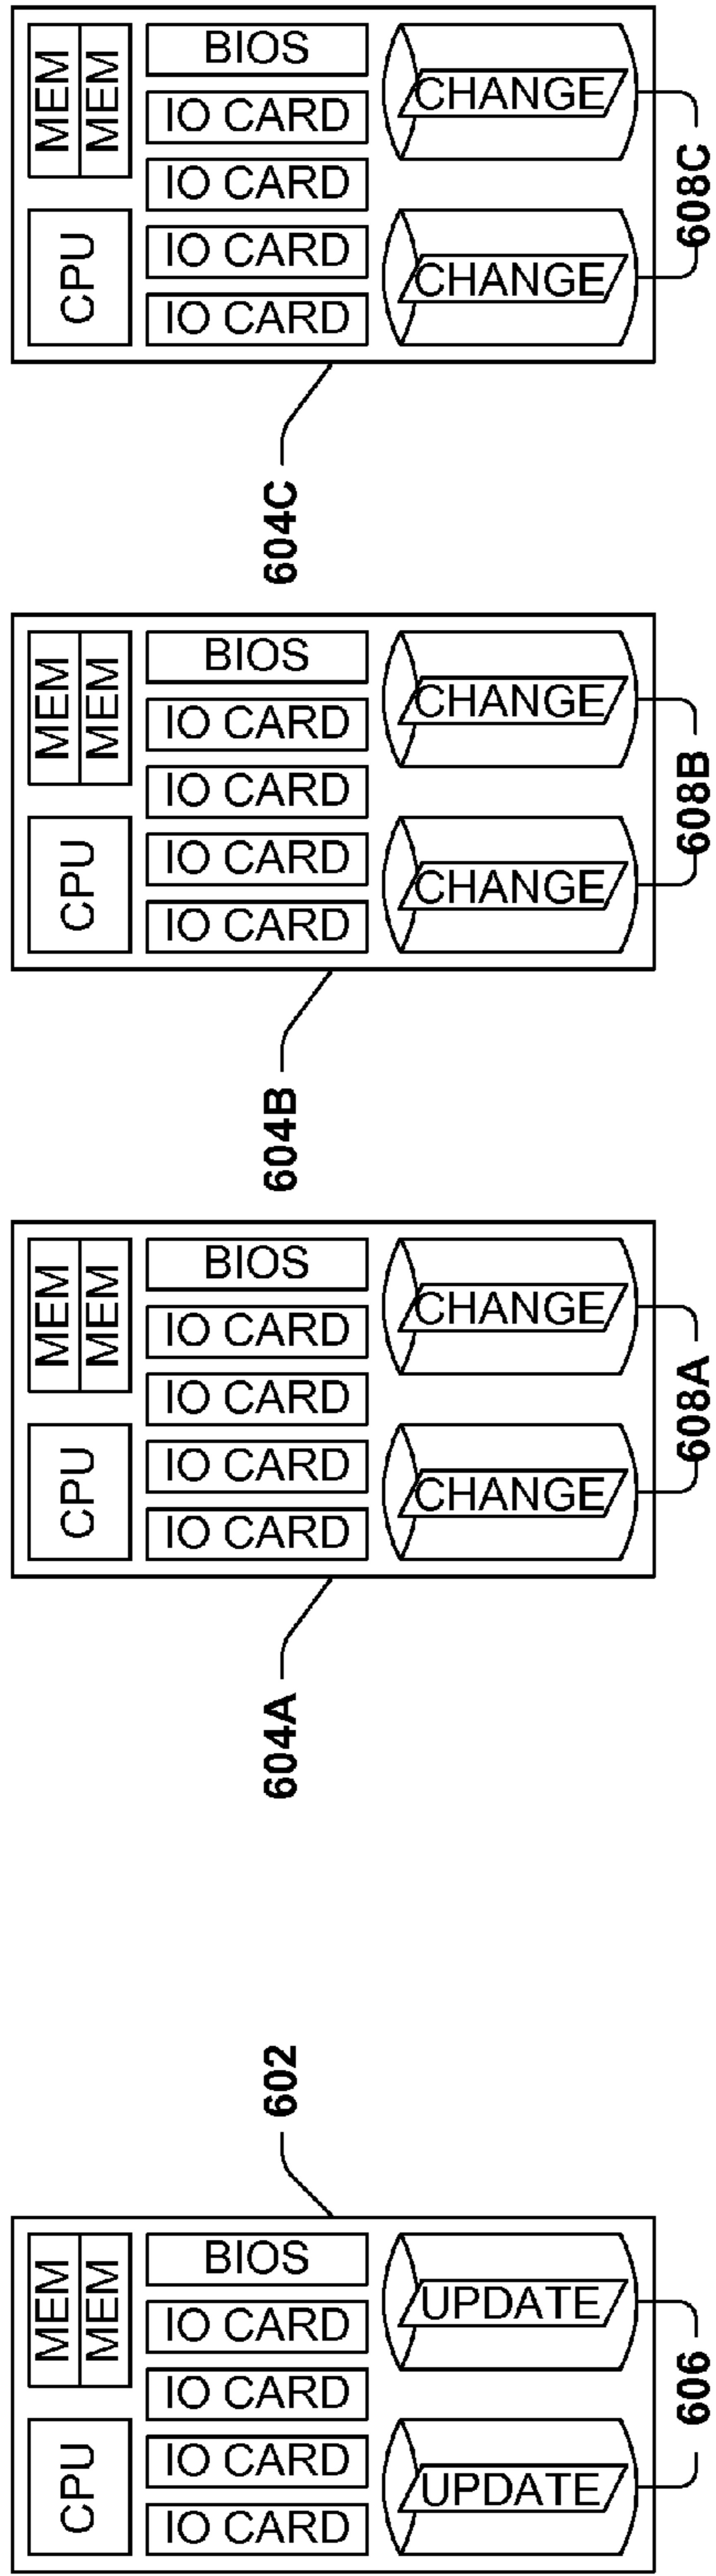 MEM
MEM
CPU
BIOS
IO CARD
IO CARD
IO CARD
IO CARD
CHANGE
CHANGE
608C
604C
MEM
MEM
CPU
BIOS
IO CARD
IO CARD
IO CARD
IO CARD
CHANGE
CHANGE
608B
604B
MEM
MEM
CPU
BIOS
IO CARD
IO CARD
IO CARD
IO CARD
CHANGE
CHANGE
608A
604A
602
MEM
MEM
CPU
BIOS
IO CARD
IO CARD
IO CARD
IO CARD
UPDATE
UPDATE
606